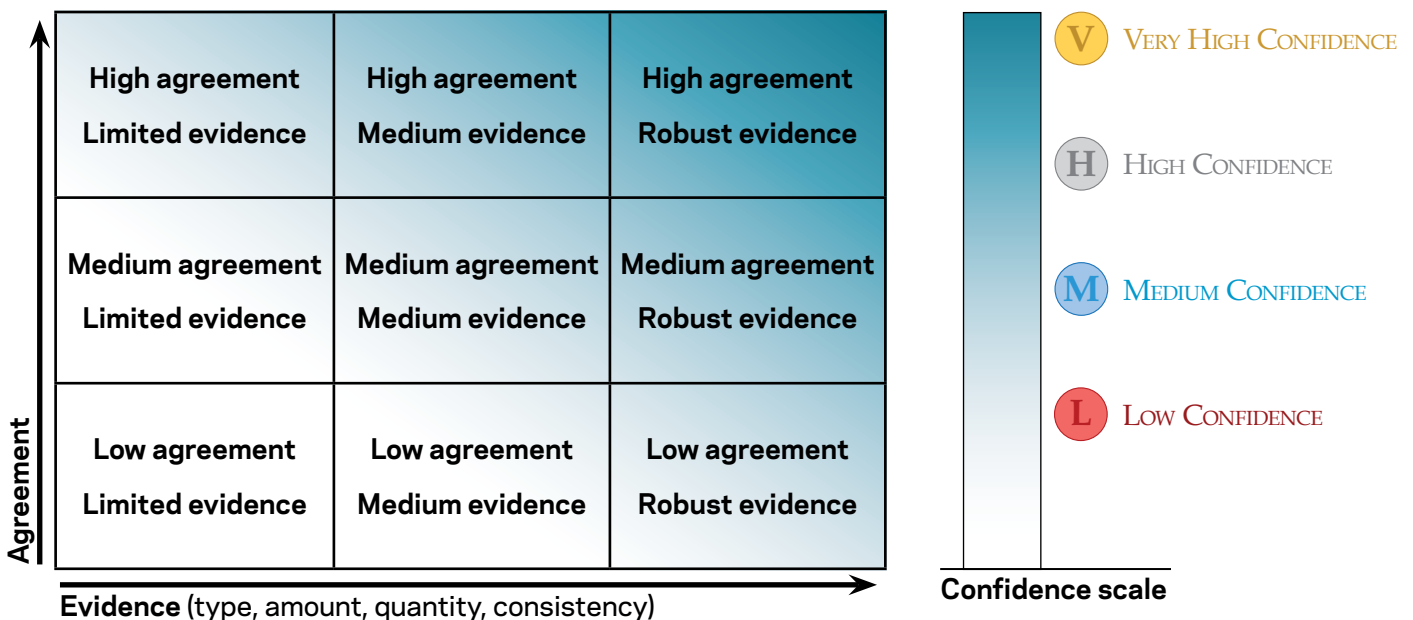 High agreement
Limited evidence
High agreement
Medium evidence
High agreement
Robust evidence
Medium agreement
Limited evidence
Medium agreement
Medium evidence
Medium agreement
Robust evidence
Low agreement
Limited evidence
Low agreement
Medium evidence
Low agreement
Robust evidence
Agreement
Evidence (type, amount, quantity, consistency)
V VERY HIGH CONFIDENCE
H HIGH CONFIDENCE
M MEDIUM CONFIDENCE
L LOW CONFIDENCE
Confidence scale